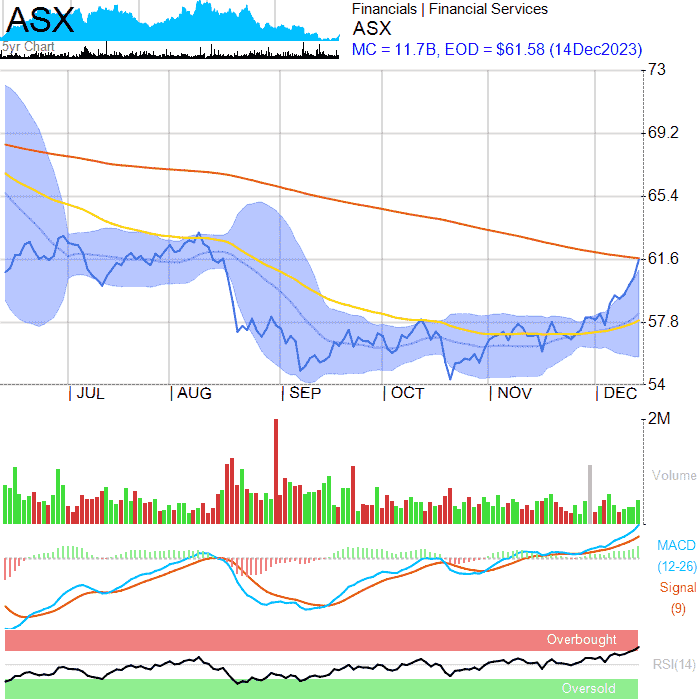 ASX
5yr Chart
Financials | Financial Services
ASX
MC = 11.7B, EOD = $61.58 (14Dec2023)
73
69.2
65.4
61.6
57.8
54
JUL AUG SEP OCT NOV DEC
2M
Volume
MACD
(12-26)
Signal
(9)
Overbought
RSI(14)
Oversold